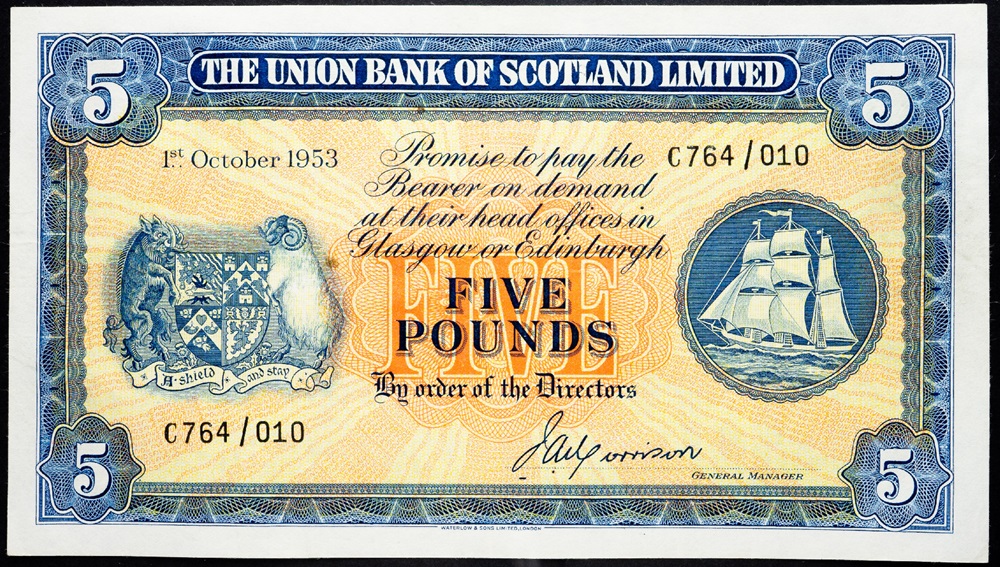 5 THE UNION BANK OF SCOTLAND LIMITED 5
1st October 1953
Promise to pay the
Bearer on demand
at their head offices in
Glasgow or Edinburgh
C764/010
FIVE
FIVE
POUNDS
By order of the Directors
A shield and stay
C764/010
J A Morrison
GENERAL MANAGER
5 5
WATERLOW & SONS LIMITED, LONDON